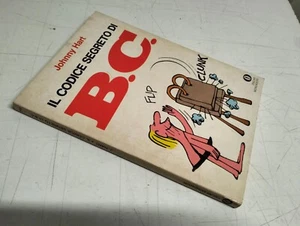 Johnny Hart
IL CODICE SEGRETO DI
B.C.
FLIP
CLUNK